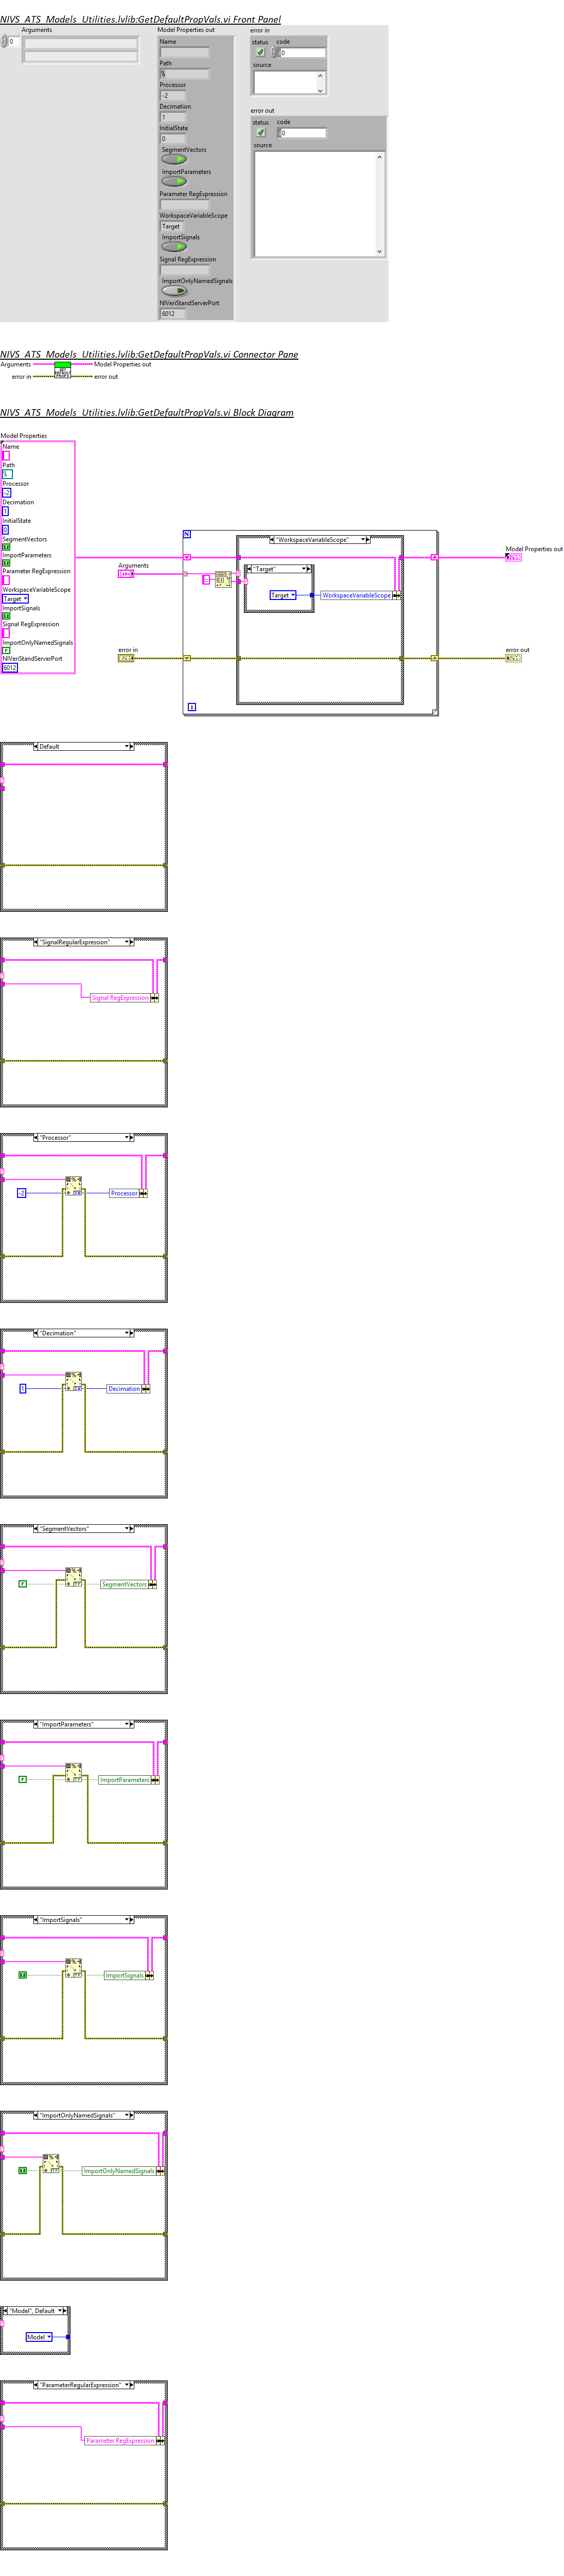 NIVS_ATS_Models_Utilities.lvlib:GetDefaultPropVals.vi Front Panel
Arguments
0
Model Properties out
Name
Path
Processor
-2
Decimation
1
InitialState
0
SegmentVectors
ImportParameters
Parameter RegExpression
WorkspaceVariableScope
Target
ImportSignals
Signal RegExpression
ImportOnlyNamedSignals
NIVeriStandServerPort
6012
error in
status code
0
source
error out
status code
0
source
NIVS_ATS_Models_Utilities.lvlib:GetDefaultPropVals.vi Connector Pane
Arguments
Model Properties out
error in
error out
NIVS_ATS_Models_Utilities.lvlib:GetDefaultPropVals.vi Block Diagram
Model Properties
Name
Path
Processor
-2
Decimation
1
InitialState
0
SegmentVectors
T
ImportParameters
T
Parameter RegExpression
WorkspaceVariableScope
Target
ImportSignals
T
Signal RegExpression
ImportOnlyNamedSignals
F
NIVeriStandServerPort
6012
Arguments
error in
N
"WorkspaceVariableScope"
"Target"
Target
WorkspaceVariableScope
i
Model Properties out
error out
Default
"SignalRegularExpression"
Signal RegExpression
"Processor"
-2
Processor
"Decimation"
1
Decimation
"SegmentVectors"
F
SegmentVectors
"ImportParameters"
F
ImportParameters
"ImportSignals"
T
ImportSignals
"ImportOnlyNamedSignals"
T
ImportOnlyNamedSignals
"Model", Default
Model
"ParameterRegularExpression"
Parameter RegExpression